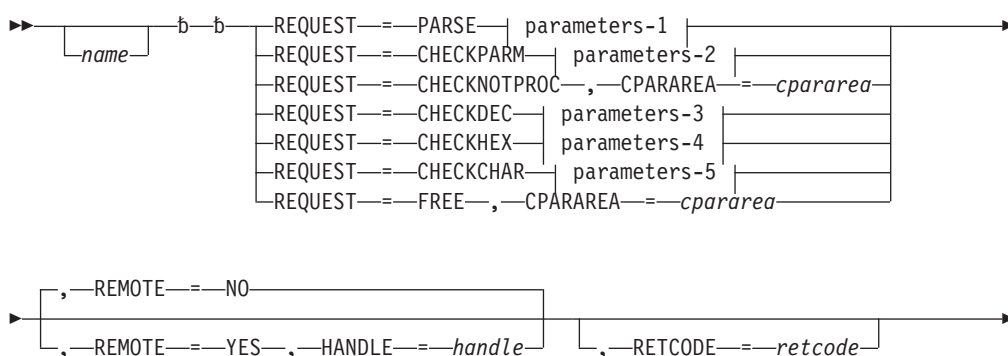 REQUEST = PARSE parameters-1
name ƀ ƀ
REQUEST = CHECKPARM parameters-2
REQUEST = CHECKNOTPROC , CPARAREA = cpararea
REQUEST = CHECKDEC parameters-3
REQUEST = CHECKHEX parameters-4
REQUEST = CHECKCHAR parameters-5
REQUEST = FREE , CPARAREA = cpararea
, REMOTE = NO
, REMOTE = YES , HANDLE = handle , RETCODE = retcode